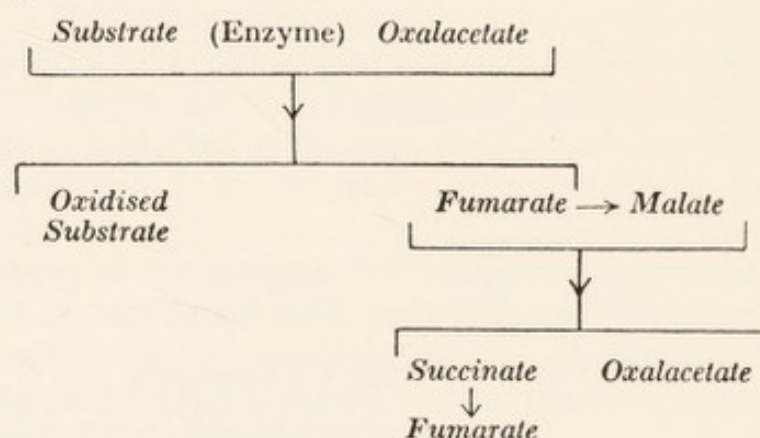 Substrate (Enzyme) Oxalacetate
Oxidised
Substrate
Fumarate → Malate
Succinate Oxalacetate
↓
Fumarate